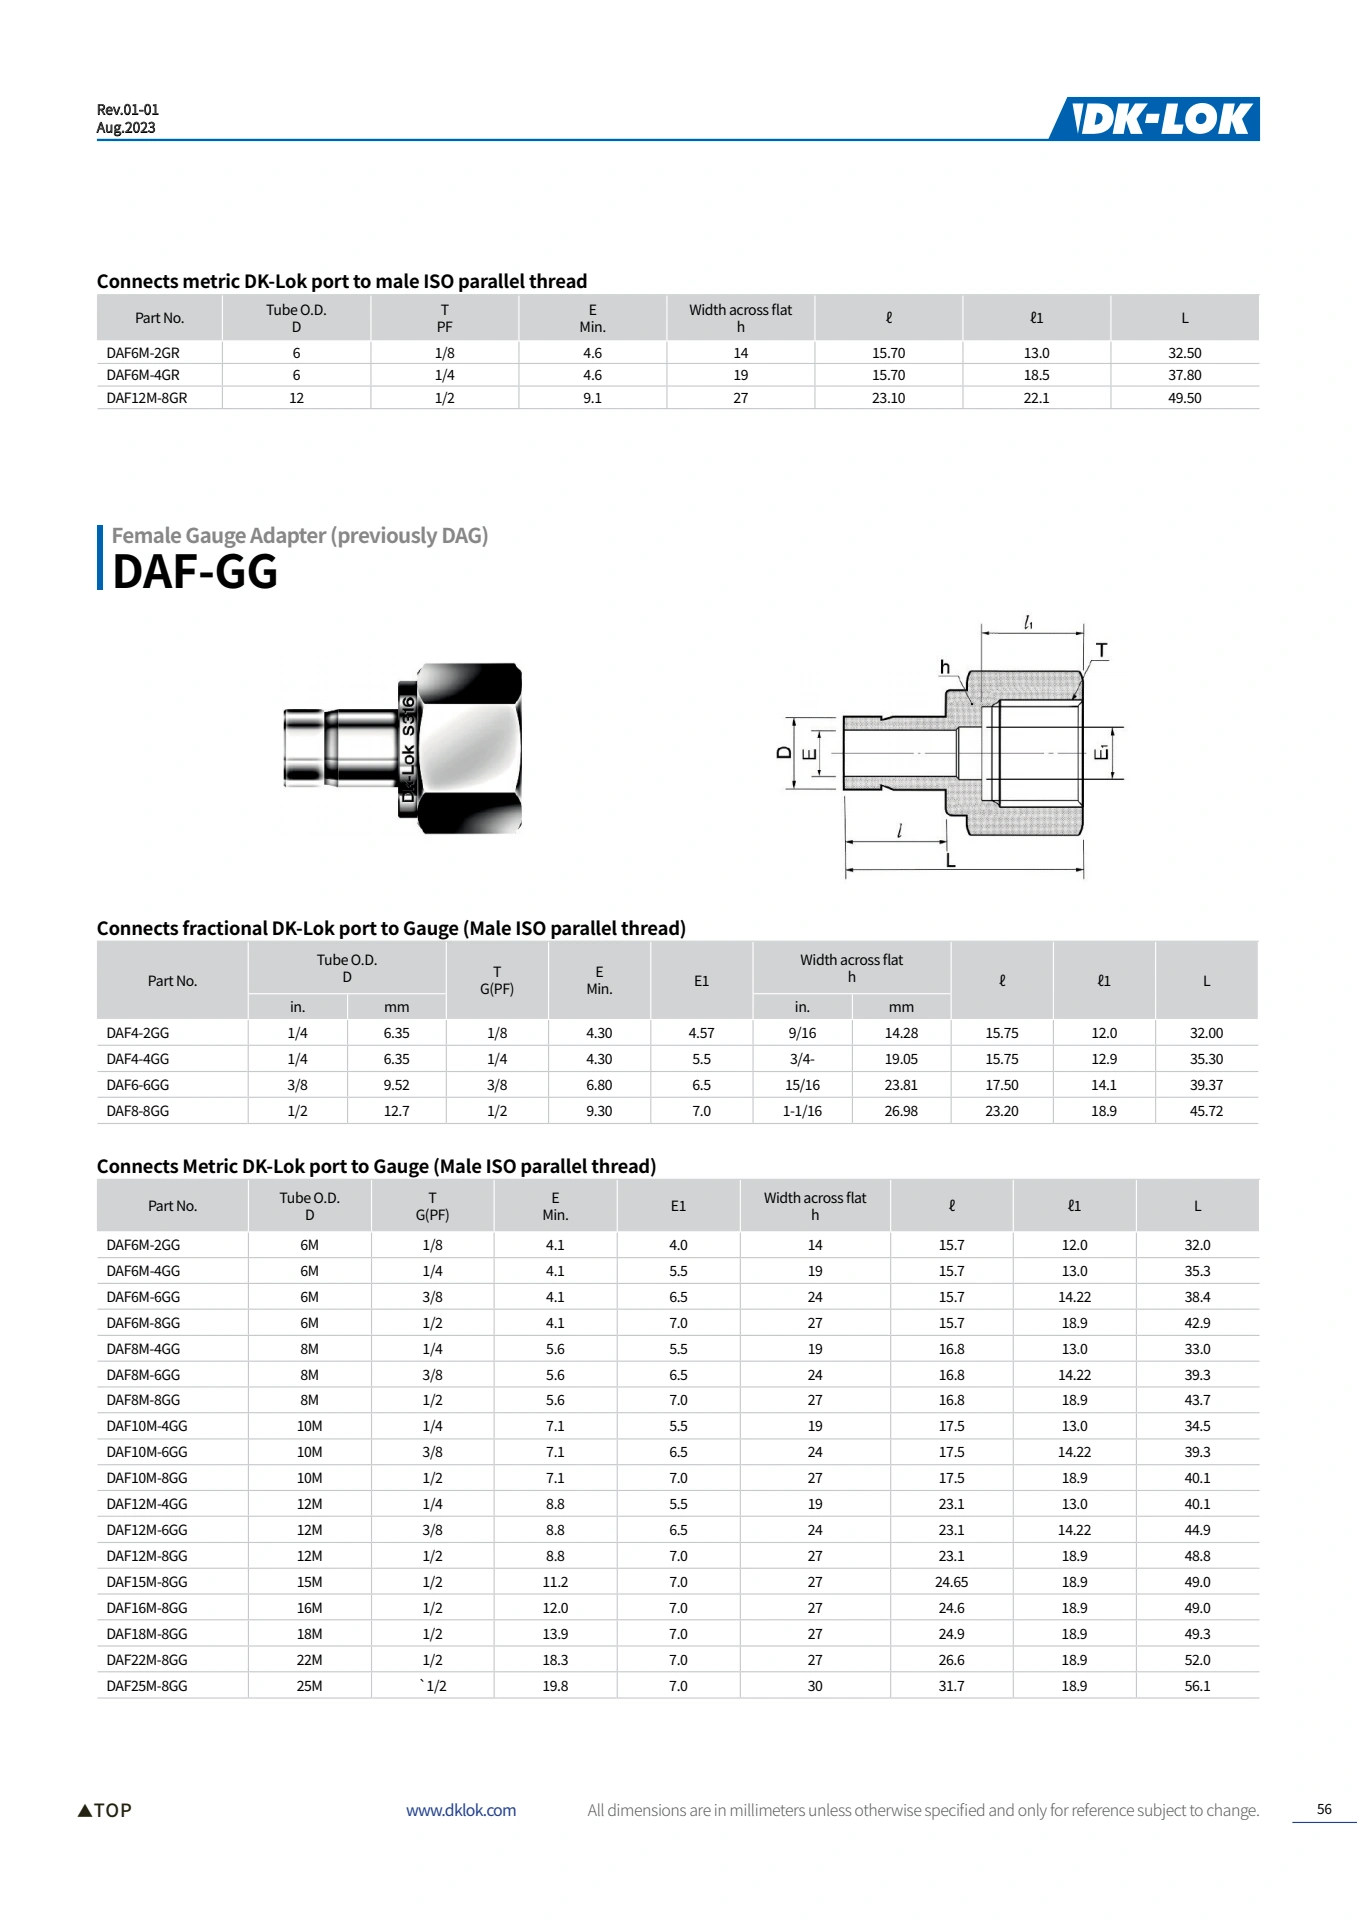 Rev.01-01
Aug.2023
DK-LOK
Connects metric DK-Lok port to male ISO parallel thread
Part No. Tube O.D. D T PF E Min. Width across flat h ℓ ℓ1 L
DAF6M-2GR 6 1/8 4.6 14 15.70 13.0 32.50
DAF6M-4GR 6 1/4 4.6 19 15.70 18.5 37.80
DAF12M-8GR 12 1/2 9.1 27 23.10 22.1 49.50
Female Gauge Adapter (previously DAG)
DAF-GG
DK-Lok S316
l1
T
h
D E E1
l
L
Connects fractional DK-Lok port to Gauge (Male ISO parallel thread)
Part No. Tube O.D. D T G(PF) E Min. E1 Width across flat h ℓ ℓ1 L
in. mm in. mm
DAF4-2GG 1/4 6.35 1/8 4.30 4.57 9/16 14.28 15.75 12.0 32.00
DAF4-4GG 1/4 6.35 1/4 4.30 5.5 3/4- 19.05 15.75 12.9 35.30
DAF6-6GG 3/8 9.52 3/8 6.80 6.5 15/16 23.81 17.50 14.1 39.37
DAF8-8GG 1/2 12.7 1/2 9.30 7.0 1-1/16 26.98 23.20 18.9 45.72
Connects Metric DK-Lok port to Gauge (Male ISO parallel thread)
Part No. Tube O.D. D T G(PF) E Min. E1 Width across flat h ℓ ℓ1 L
DAF6M-2GG 6M 1/8 4.1 4.0 14 15.7 12.0 32.0
DAF6M-4GG 6M 1/4 4.1 5.5 19 15.7 13.0 35.3
DAF6M-6GG 6M 3/8 4.1 6.5 24 15.7 14.22 38.4
DAF6M-8GG 6M 1/2 4.1 7.0 27 15.7 18.9 42.9
DAF8M-4GG 8M 1/4 5.6 5.5 19 16.8 13.0 33.0
DAF8M-6GG 8M 3/8 5.6 6.5 24 16.8 14.22 39.3
DAF8M-8GG 8M 1/2 5.6 7.0 27 16.8 18.9 43.7
DAF10M-4GG 10M 1/4 7.1 5.5 19 17.5 13.0 34.5
DAF10M-6GG 10M 3/8 7.1 6.5 24 17.5 14.22 39.3
DAF10M-8GG 10M 1/2 7.1 7.0 27 17.5 18.9 40.1
DAF12M-4GG 12M 1/4 8.8 5.5 19 23.1 13.0 40.1
DAF12M-6GG 12M 3/8 8.8 6.5 24 23.1 14.22 44.9
DAF12M-8GG 12M 1/2 8.8 7.0 27 23.1 18.9 48.8
DAF15M-8GG 15M 1/2 11.2 7.0 27 24.65 18.9 49.0
DAF16M-8GG 16M 1/2 12.0 7.0 27 24.6 18.9 49.0
DAF18M-8GG 18M 1/2 13.9 7.0 27 24.9 18.9 49.3
DAF22M-8GG 22M 1/2 18.3 7.0 27 26.6 18.9 52.0
DAF25M-8GG 25M `1/2 19.8 7.0 30 31.7 18.9 56.1
▲TOP www.dklok.com All dimensions are in millimeters unless otherwise specified and only for reference subject to change. 56